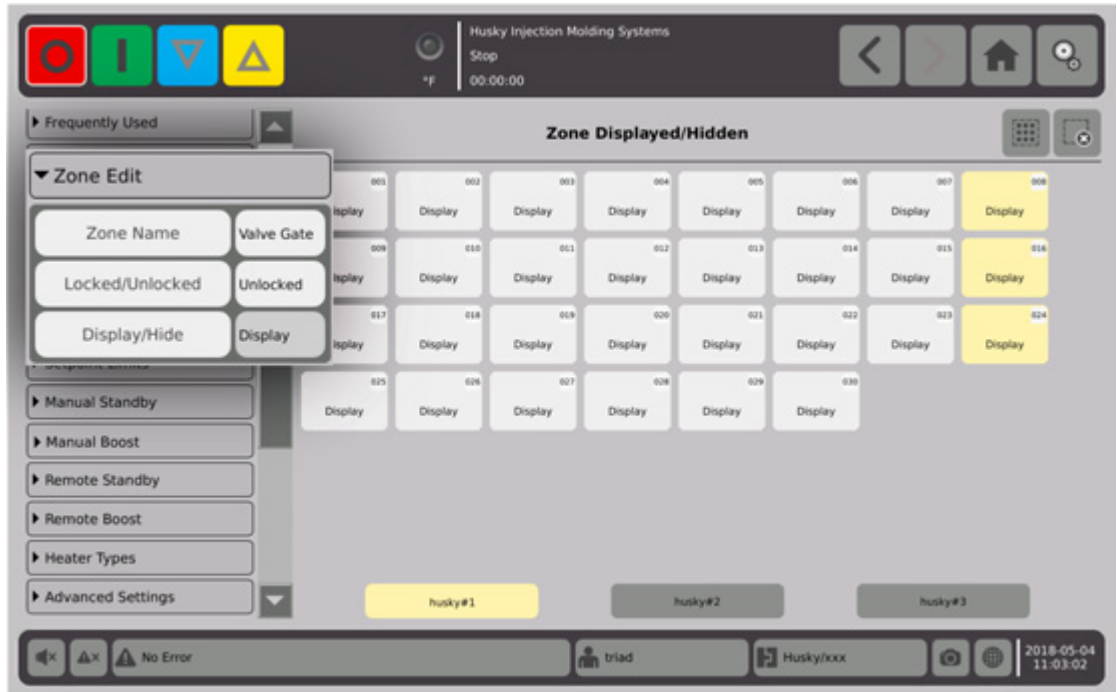 Husky Injection Molding Systems
Stop
°F 00:00:00
Frequently Used
Zone Displayed/Hidden
Zone Edit
Zone Name Valve Gate
Locked/Unlocked Unlocked
Display/Hide Display
001 002 003 004 005 006 007 008
isplay Display Display Display Display Display Display Display
009 010 011 012 013 014 015 016
isplay Display Display Display Display Display Display Display
017 018 019 020 021 022 023 024
isplay Display Display Display Display Display Display Display
025 026 027 028 029 030
Display Display Display Display Display Display
Setpoint Limits
Manual Standby
Manual Boost
Remote Standby
Remote Boost
Heater Types
Advanced Settings
husky#1 husky#2 husky#3
No Error triad Husky/xxx 2018-05-04
11:03:02